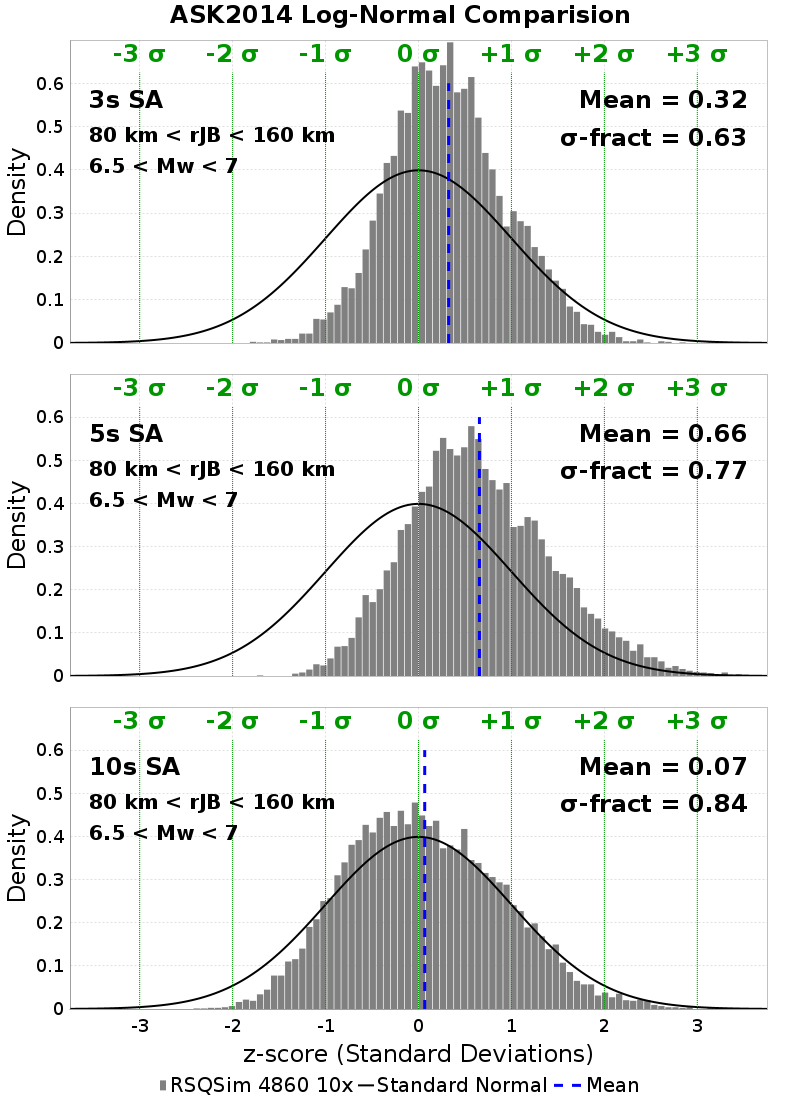 ASK2014 Log-Normal Comparision
-3 σ -2 σ -1 σ 0 σ +1 σ +2 σ +3 σ
3s SA
Mean = 0.32
80 km < rJB < 160 km
σ-fract = 0.63
6.5 < Mw < 7
Density
0.6
0.5
0.4
0.3
0.2
0.1
0
-3 σ -2 σ -1 σ 0 σ +1 σ +2 σ +3 σ
5s SA
Mean = 0.66
80 km < rJB < 160 km
σ-fract = 0.77
6.5 < Mw < 7
Density
0.6
0.5
0.4
0.3
0.2
0.1
0
-3 σ -2 σ -1 σ 0 σ +1 σ +2 σ +3 σ
10s SA
Mean = 0.07
80 km < rJB < 160 km
σ-fract = 0.84
6.5 < Mw < 7
Density
0.6
0.5
0.4
0.3
0.2
0.1
0
-3 -2 -1 0 1 2 3
z-score (Standard Deviations)
RSQSim 4860 10x Standard Normal Mean